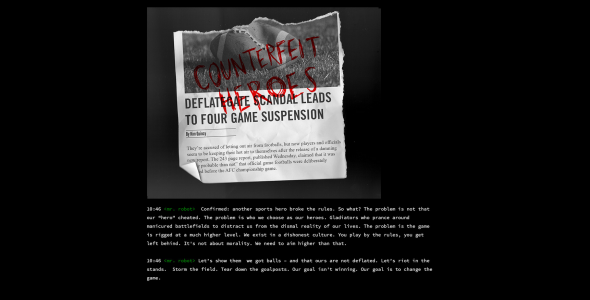 COUNTERFEIT
HEROES
DEFLATEGATE SCANDAL LEADS
TO FOUR GAME SUSPENSION
They're accused of letting out air from footballs, but now players and officials
seem to be keeping their hot air to themselves after the release of a damning
report. The 243 page report, published Wednesday, claimed that it was
probable than not" that official game footballs were deliberately
before the AFC championship game.
10:46 <mr. robot> Confirmed: another sports hero broke the rules. So what? The problem is not that
our "hero" cheated. The problem is who we choose as our heroes. Gladiators who prance around
manicured battlefields to distract us from the dismal reality of our lives. The problem is the game
is rigged at a much higher level. We exist in a dishonest culture. You play by the rules, you get
left behind. It's not about morality. We need to aim higher than that.
10:46 <mr. robot> Let's show them we got balls – and that ours are not deflated. Let's riot in the
stands. Storm the field. Tear down the goalposts. Our goal isn't winning. Our goal is to change the
game.